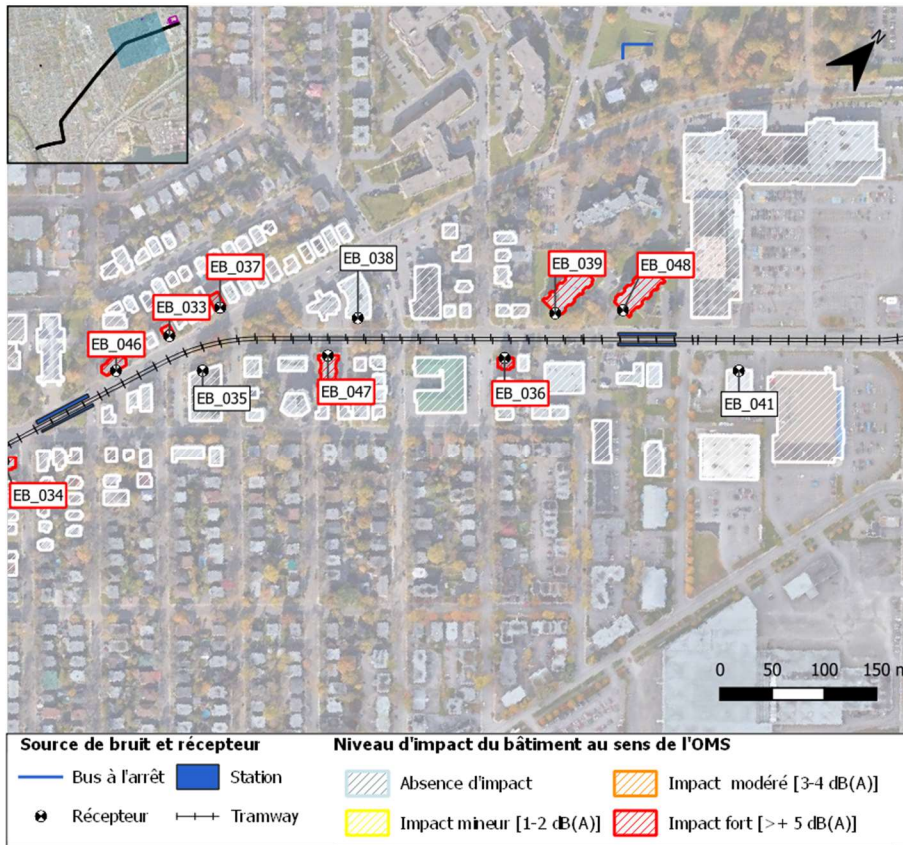 N
EB_038
EB_037
EB_039
EB_048
EB_033
EB_046
EB_035
EB_047
EB_036
EB_041
EB_034
0 50 100 150 m
Source de bruit et récepteur
Niveau d'impact du bâtiment au sens de l'OMS
Bus à l'arrêt
Station
Absence d'impact
Impact modéré [3-4 dB(A)]
Récepteur
Tramway
Impact mineur [1-2 dB(A)]
Impact fort [>+ 5 dB(A)]